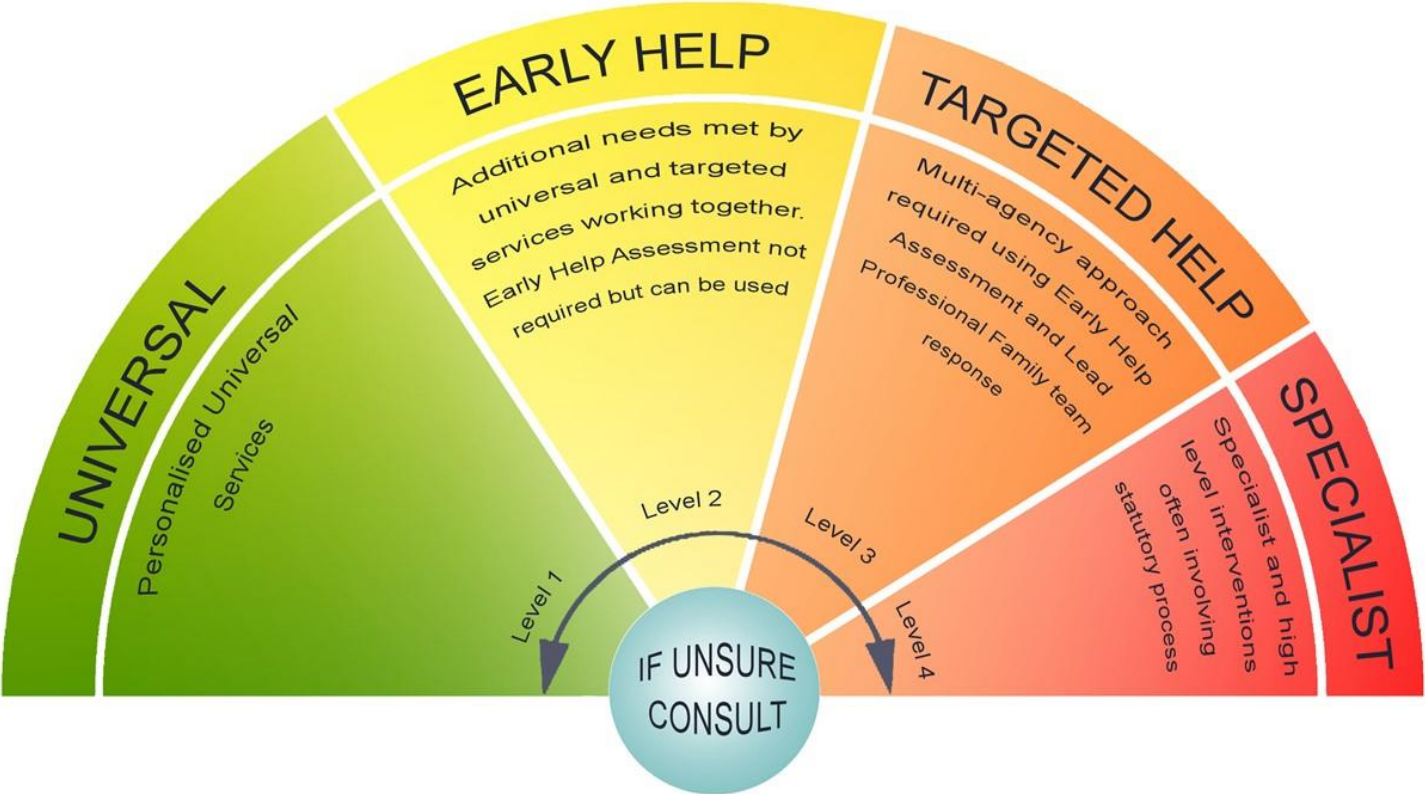 UNIVERSAL
Personalised Universal
Services
Level 1
EARLY HELP
Additional needs met by
universal and targeted
services working together.
Early Help Assessment not
required but can be used
Level 2
TARGETED HELP
Multi-agency approach
required using Early Help
Assessment and Lead
Professional Family team
response
Level 3
SPECIALIST
Specialist and high
level interventions
often involving
statutory process
Level 4
IF UNSURE
CONSULT